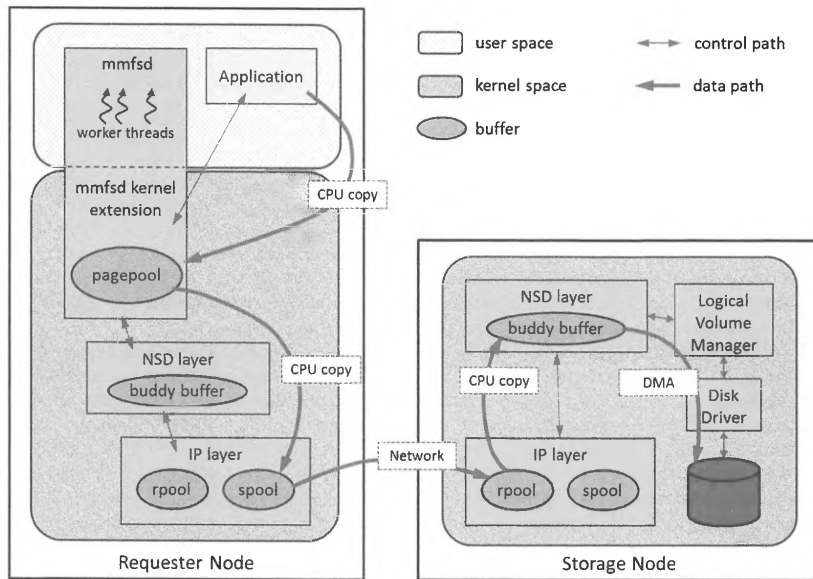 mmfsd
worker threads
Application
mmfsd kernel
extension
CPU copy
pagepool
NSD layer
buddy buffer
CPU copy
IP layer
rpool
spool
Requester Node
user space
kernel space
buffer
control path
data path
Network
NSD layer
buddy buffer
Logical
Volume
Manager
CPU copy
DMA
Disk
Driver
IP layer
rpool
spool
Storage Node